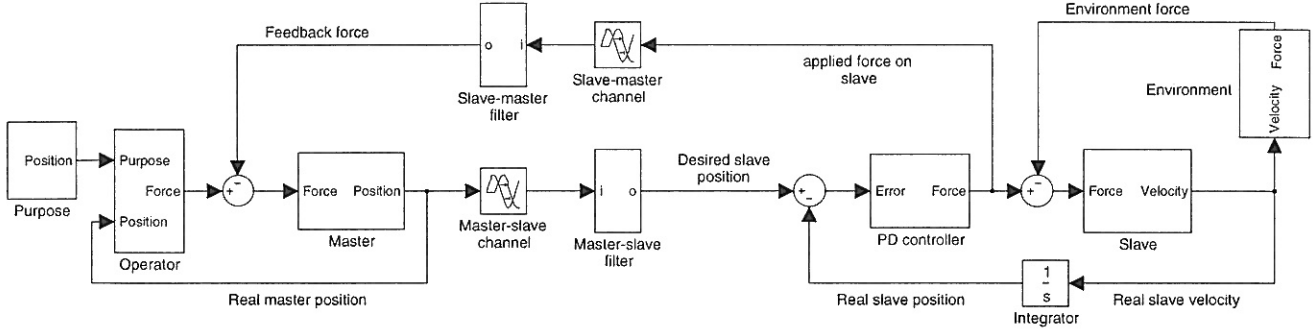 Environment force
Feedback force
o
i
Slave-master
filter
Slave-master
channel
applied force on
slave
Environment
Velocity Force
Position
Purpose
Purpose
Force
Position
Operator
+
-
Force Position
Master
Master-slave
channel
i
o
Master-slave
filter
Desired slave
position
+
-
Error Force
PD controller
+
-
Force Velocity
Slave
Real master position
Real slave position
1
s
Integrator
Real slave velocity